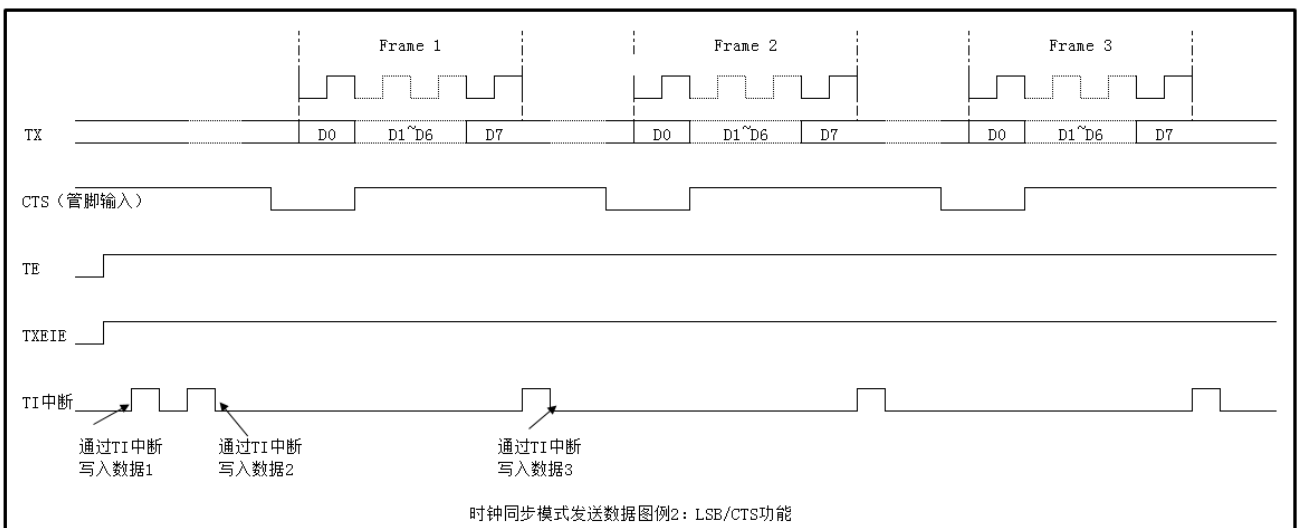 Frame 1 Frame 2 Frame 3
TX D0 D1~D6 D7 D0 D1~D6 D7 D0 D1~D6 D7
CTS（管脚输入）
TE
TXEIE
TI中断
通过TI中断 通过TI中断 通过TI中断
写入数据1 写入数据2 写入数据3
时钟同步模式发送数据图例2：LSB/CTS功能